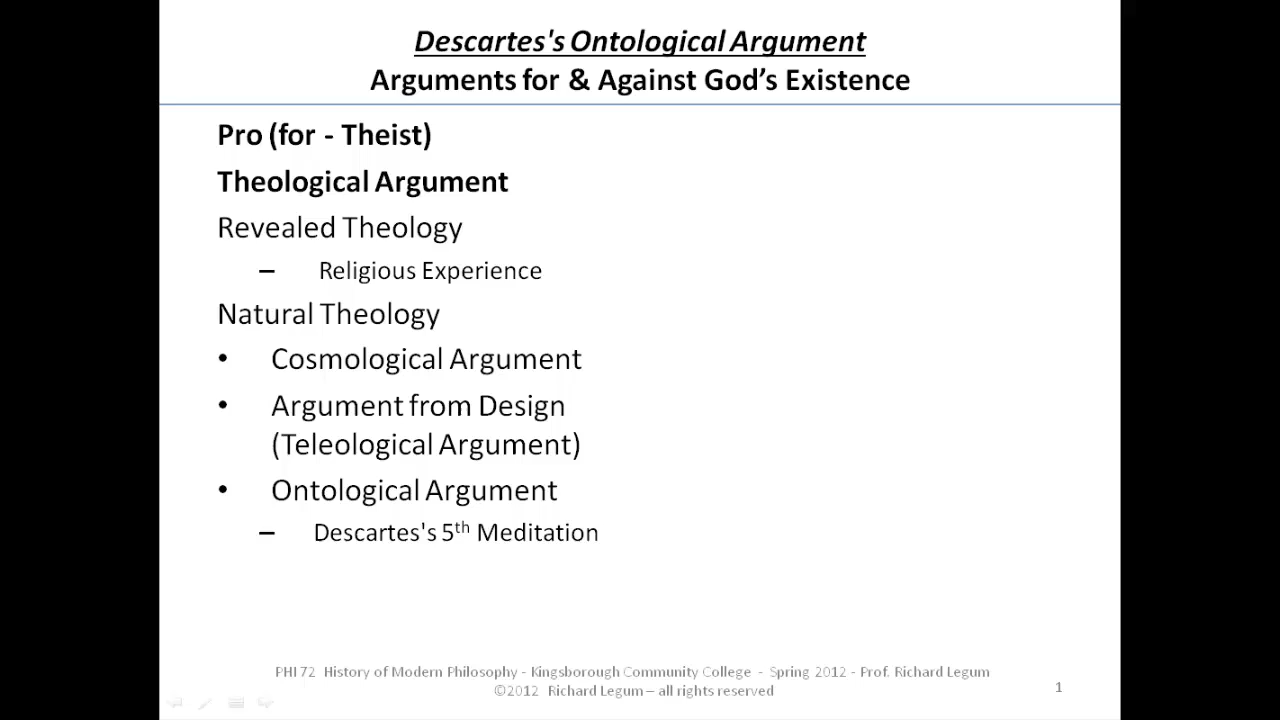 Descartes's Ontological Argument
Arguments for & Against God’s Existence
Pro (for - Theist)
Theological Argument
Revealed Theology
– Religious Experience
Natural Theology
• Cosmological Argument
• Argument from Design
(Teleological Argument)
• Ontological Argument
– Descartes's 5th Meditation
PHI 72 History of Modern Philosophy - Kingsborough Community College - Spring 2012 - Prof. Richard Legum
©2012 Richard Legum – all rights reserved
1